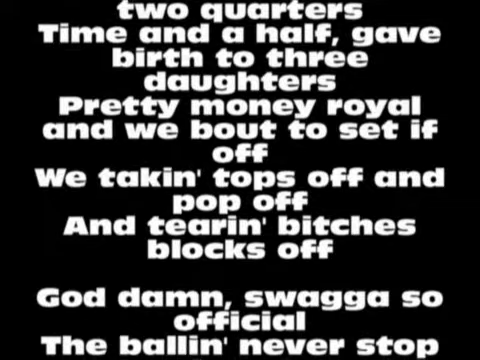 two quarters
Time and a half, gave
birth to three
daughters
Pretty money royal
and we bout to set if
off
We takin' tops off and
pop off
And tearin' bitches
blocks off
God damn, swagga so
official
The ballin' never stop